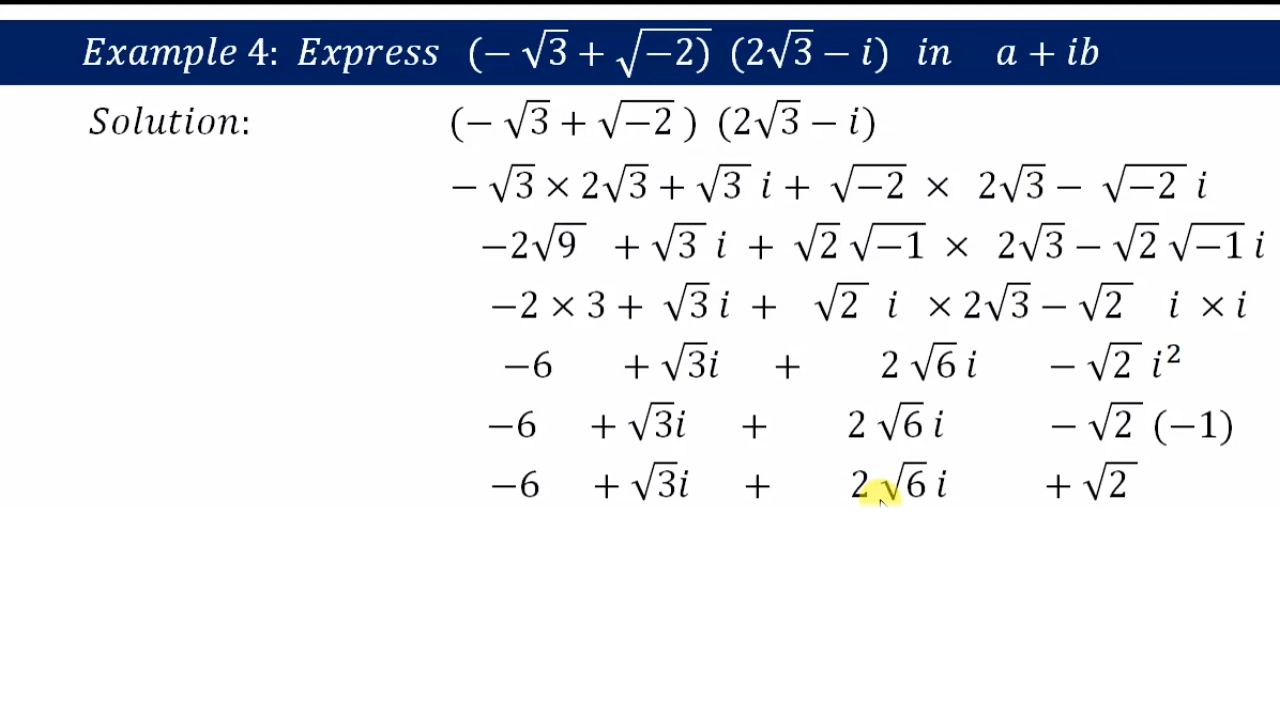 Example 4: Express (− √3 + √−2) (2√3 − i) in a + ib
Solution: (− √3 + √−2 ) (2√3 − i)
− √3 × 2√3 + √3 i + √−2 × 2√3 − √−2 i
−2√9 + √3 i + √2 √−1 × 2√3 − √2 √−1 i
−2 × 3 + √3 i + √2 i × 2√3 − √2 i × i
−6 + √3i + 2 √6 i − √2 i²
−6 + √3i + 2 √6 i − √2 (−1)
−6 + √3i + 2 √6 i + √2